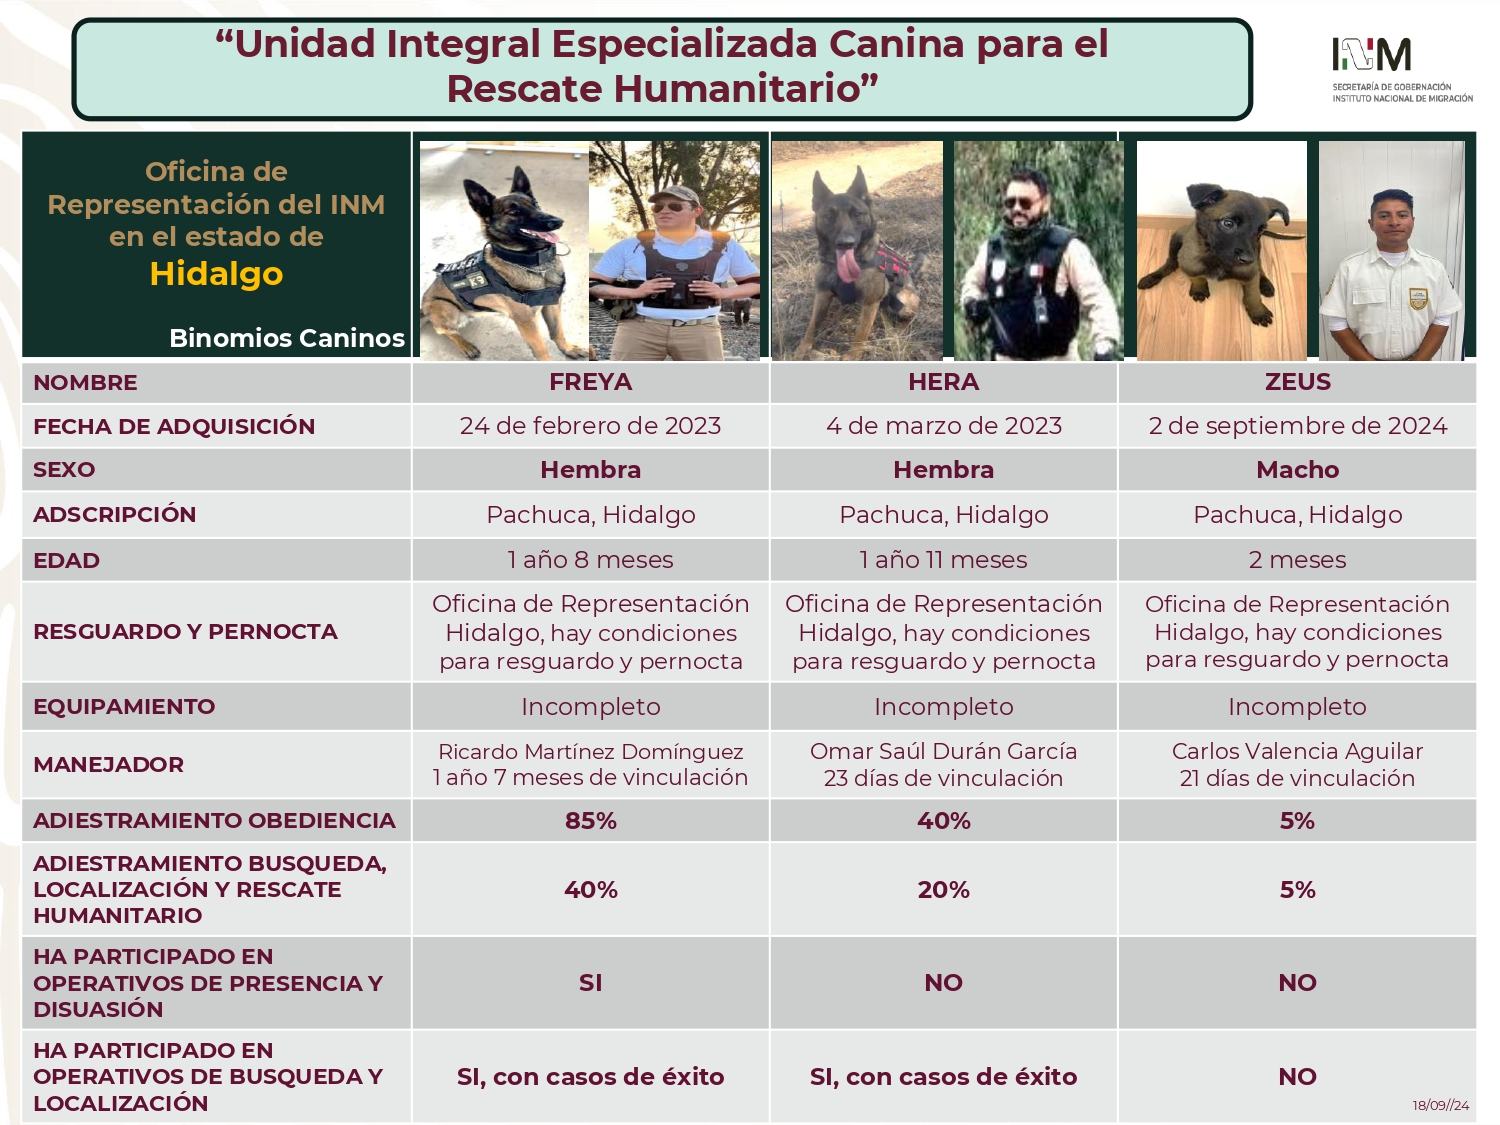 “Unidad Integral Especializada Canina para el
Rescate Humanitario”
INM
SECRETARÍA DE GOBERNACIÓN
INSTITUTO NACIONAL DE MIGRACIÓN
Oficina de
Representación del INM
en el estado de
Hidalgo
Binomios Caninos
K9
NOMBRE
FREYA
HERA
ZEUS
FECHA DE ADQUISICIÓN
24 de febrero de 2023
4 de marzo de 2023
2 de septiembre de 2024
SEXO
Hembra
Hembra
Macho
ADSCRIPCIÓN
Pachuca, Hidalgo
Pachuca, Hidalgo
Pachuca, Hidalgo
EDAD
1 año 8 meses
1 año 11 meses
2 meses
RESGUARDO Y PERNOCTA
Oficina de Representación
Hidalgo, hay condiciones
para resguardo y pernocta
Oficina de Representación
Hidalgo, hay condiciones
para resguardo y pernocta
Oficina de Representación
Hidalgo, hay condiciones
para resguardo y pernocta
EQUIPAMIENTO
Incompleto
Incompleto
Incompleto
MANEJADOR
Ricardo Martínez Domínguez
1 año 7 meses de vinculación
Omar Saúl Durán García
23 días de vinculación
Carlos Valencia Aguilar
21 días de vinculación
ADIESTRAMIENTO OBEDIENCIA
85%
40%
5%
ADIESTRAMIENTO BUSQUEDA,
LOCALIZACIÓN Y RESCATE
HUMANITARIO
40%
20%
5%
HA PARTICIPADO EN
OPERATIVOS DE PRESENCIA Y
DISUASIÓN
SI
NO
NO
HA PARTICIPADO EN
OPERATIVOS DE BUSQUEDA Y
LOCALIZACIÓN
SI, con casos de éxito
SI, con casos de éxito
NO
18/09//24